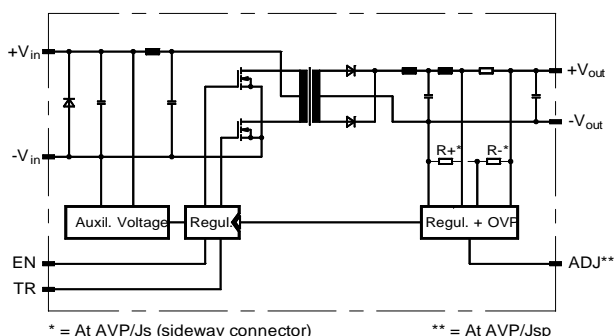 +Vin
+Vout
-Vin
-Vout
R+*
R-*
Auxil. Voltage
Regul.
Regul. + OVP
EN
ADJ**
TR
* = At AVP/Js (sideway connector)
** = At AVP/Jsp